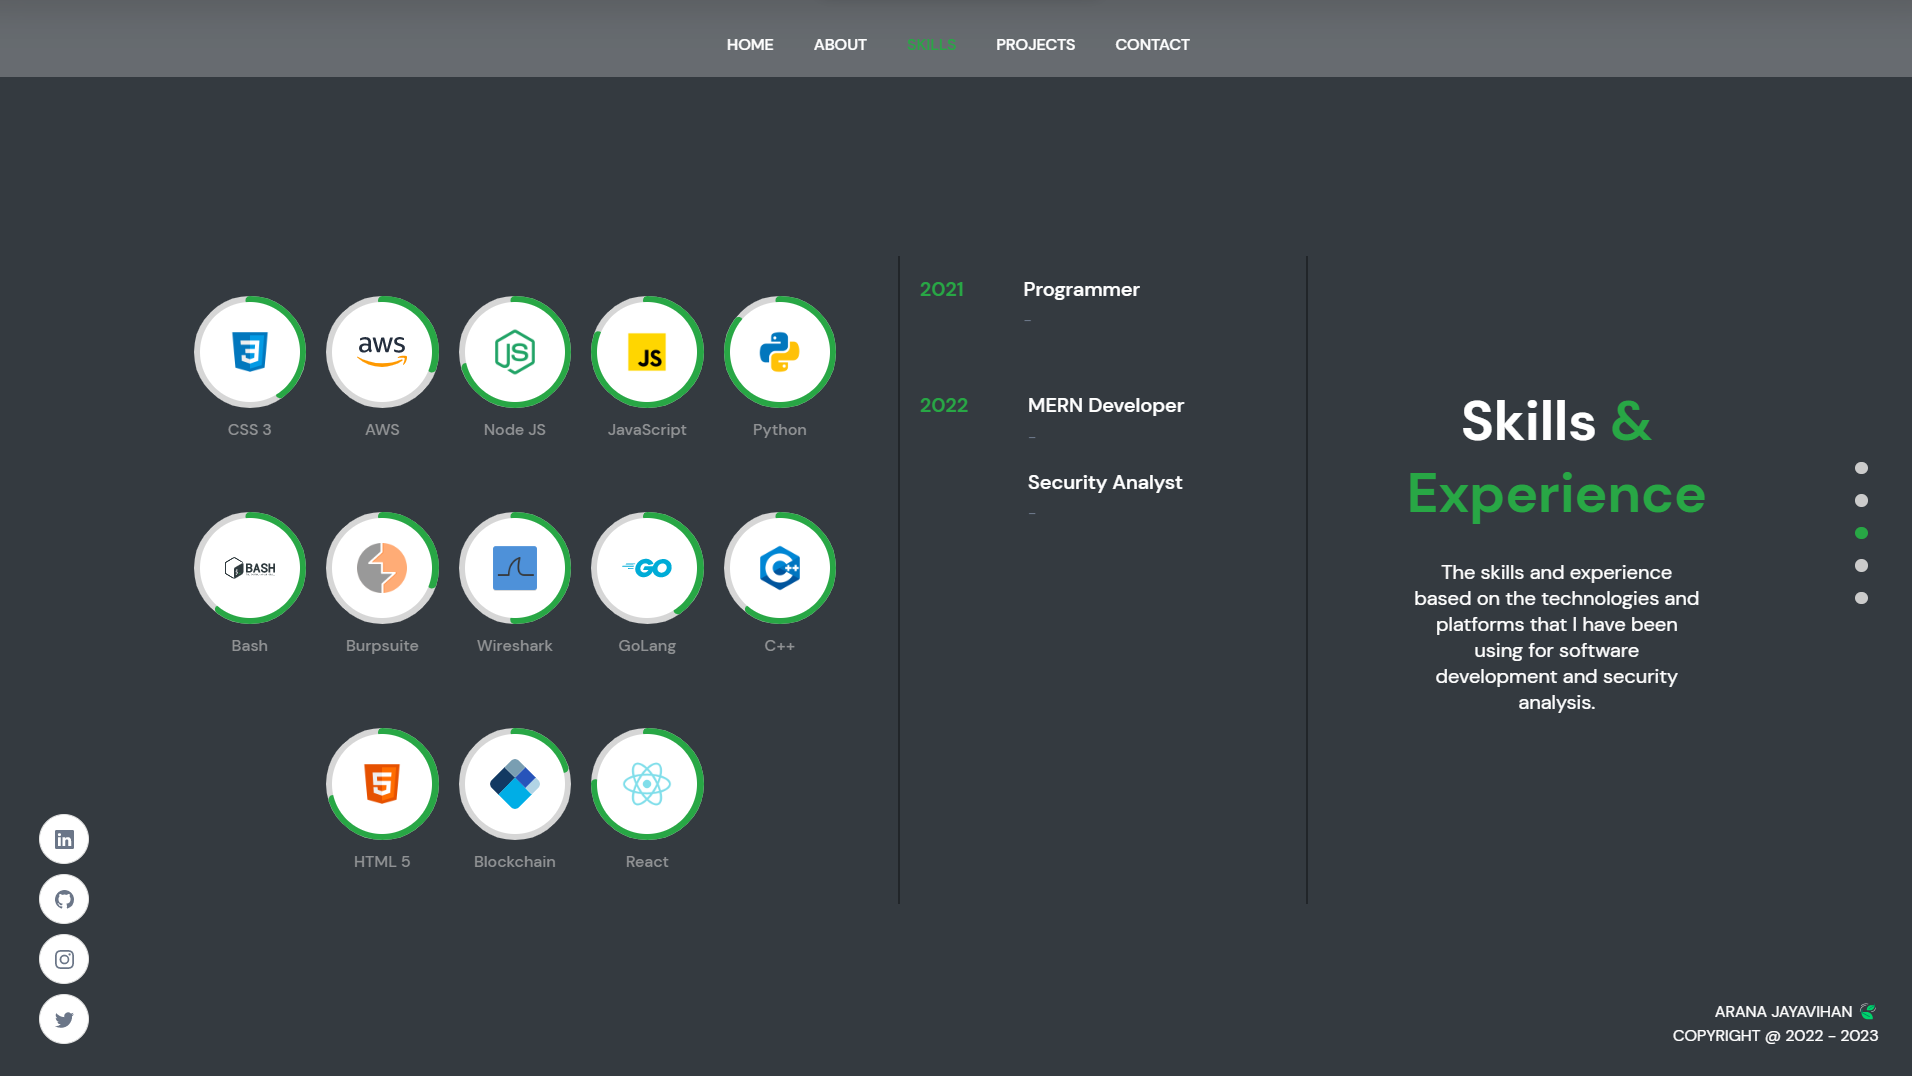 HOME ABOUT SKILLS PROJECTS CONTACT
3 aws JS JS
CSS 3 AWS Node JS JavaScript Python
BASH GO C++
Bash Burpsuite Wireshark GoLang C++
5
HTML 5 Blockchain React
2021 Programmer
-
2022 MERN Developer
-
Security Analyst
-
Skills &
Experience
The skills and experience
based on the technologies and
platforms that I have been
using for software
development and security
analysis.
in
ARANA JAYAVIHAN
COPYRIGHT @ 2022 - 2023